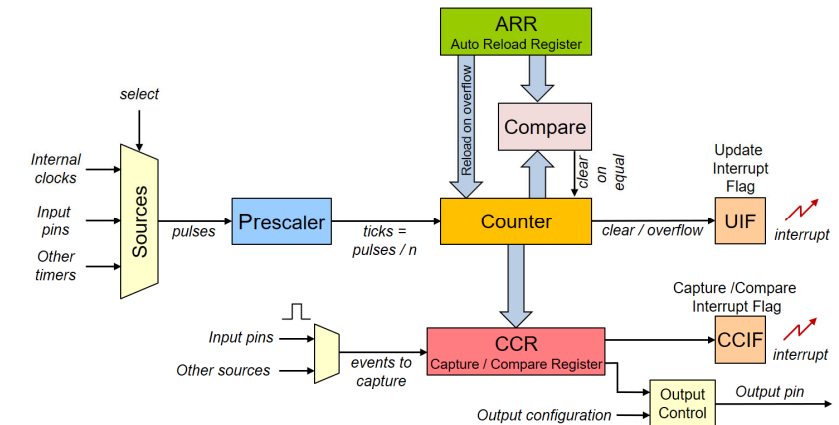 ARR
Auto Reload Register
Reload on overflow
select
Compare
clear
on
equal
Internal
clocks
Input
pins
Other
timers
Sources
pulses
Prescaler
ticks =
pulses / n
Counter
clear / overflow
Update
Interrupt
Flag
UIF
interrupt
Capture /Compare
Interrupt Flag
CCIF
interrupt
Input pins
Other sources
events to
capture
CCR
Capture / Compare Register
Output configuration
Output
Control
Output pin